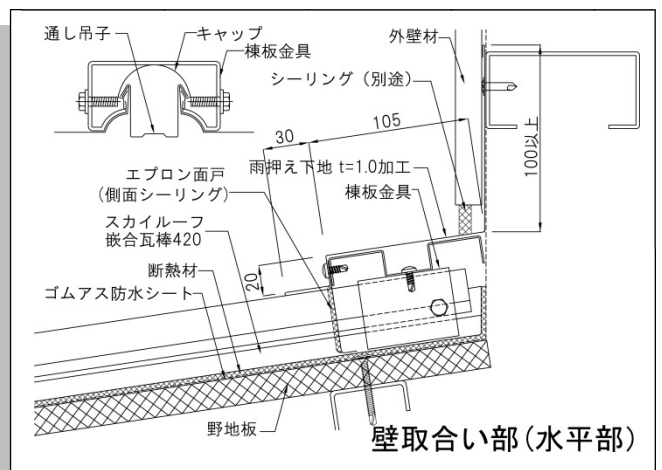 通し吊子
キャップ
棟板金具
外壁材
シーリング（別途）
30
105
100以上
エプロン面戸
(側面シーリング)
雨押え下地 t=1.0加工
棟板金具
スカイルーフ
嵌合瓦棒420
断熱材
20
ゴムアス防水シート
野地板
壁取合い部(水平部)